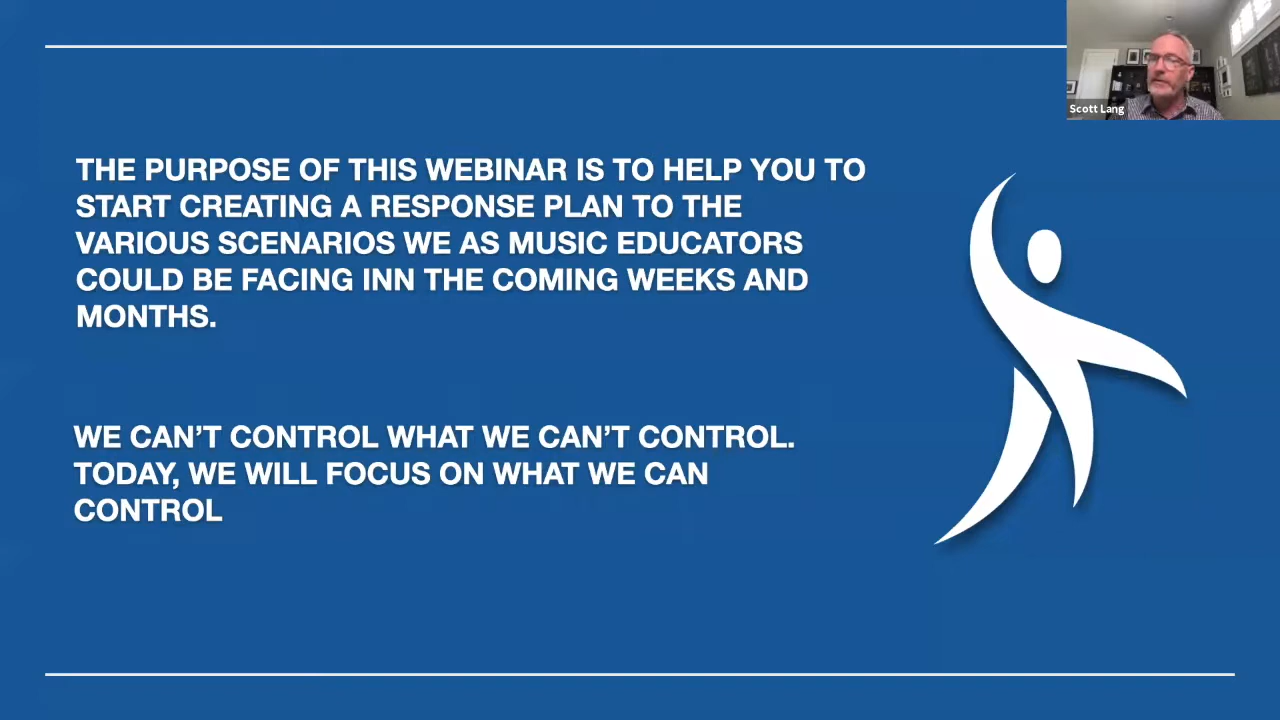 Scott Lang
THE PURPOSE OF THIS WEBINAR IS TO HELP YOU TO
START CREATING A RESPONSE PLAN TO THE
VARIOUS SCENARIOS WE AS MUSIC EDUCATORS
COULD BE FACING INN THE COMING WEEKS AND
MONTHS.
WE CAN’T CONTROL WHAT WE CAN’T CONTROL.
TODAY, WE WILL FOCUS ON WHAT WE CAN
CONTROL